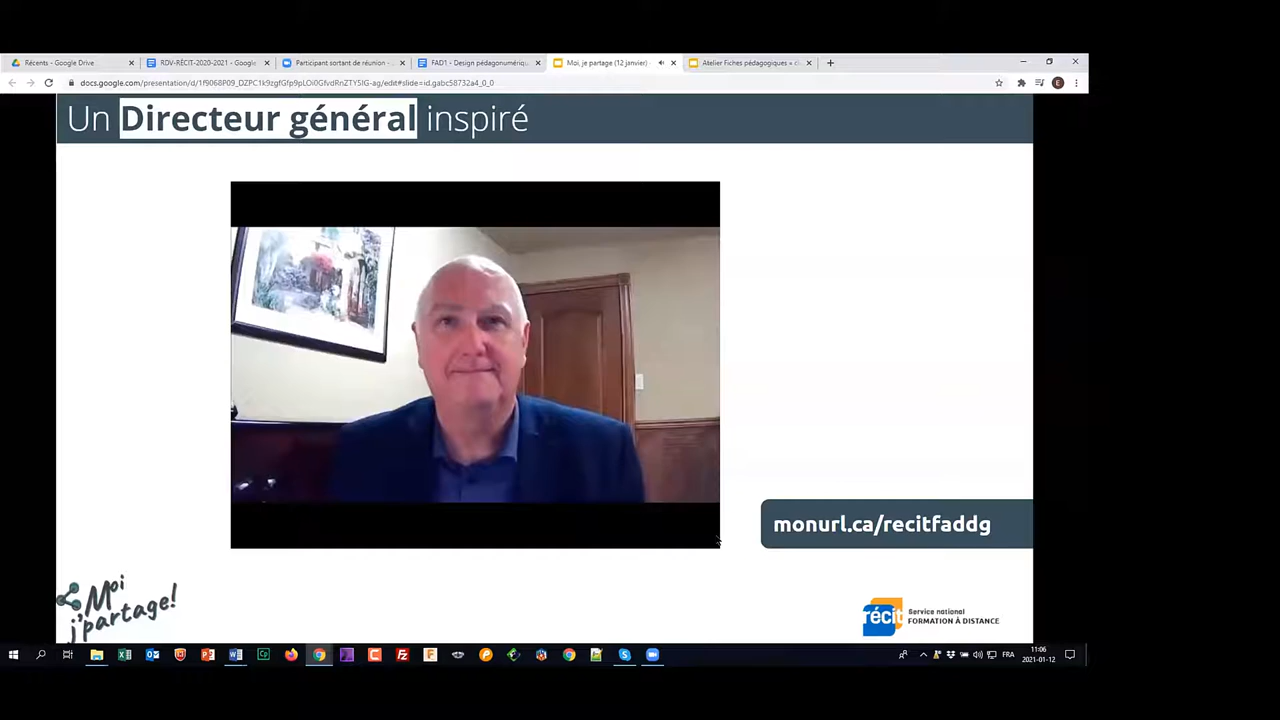 Récents - Google Drive
RDV-RÉCIT-2020-2021 - Google
Participant sortant de réunion -
FAD1 - Design pédagonumériqu
Moi, je partage (12 janvier)
Atelier Fiches pédagogiques « cl
Un Directeur général inspiré
monurl.ca/recitfaddg
Moi
j'partage!
récit
Service national
FORMATION À DISTANCE
FRA
11:06
2021-01-12